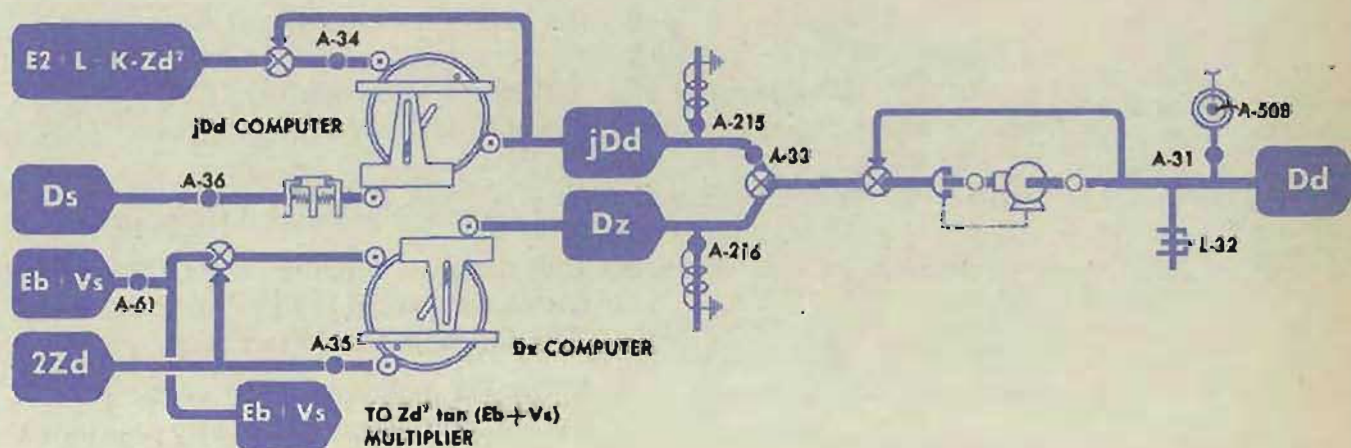 E2 + L - K·Zd²
A-34
jDd COMPUTER
A-215
A-508
jDd
A-33
A-31
Dd
Ds
A-36
Dz
L-32
A-216
Eb + Vs
A-61
2Zd
A-35
Dz COMPUTER
Eb + Vs
TO Zd² tan (Eb+Vs)
MULTIPLIER